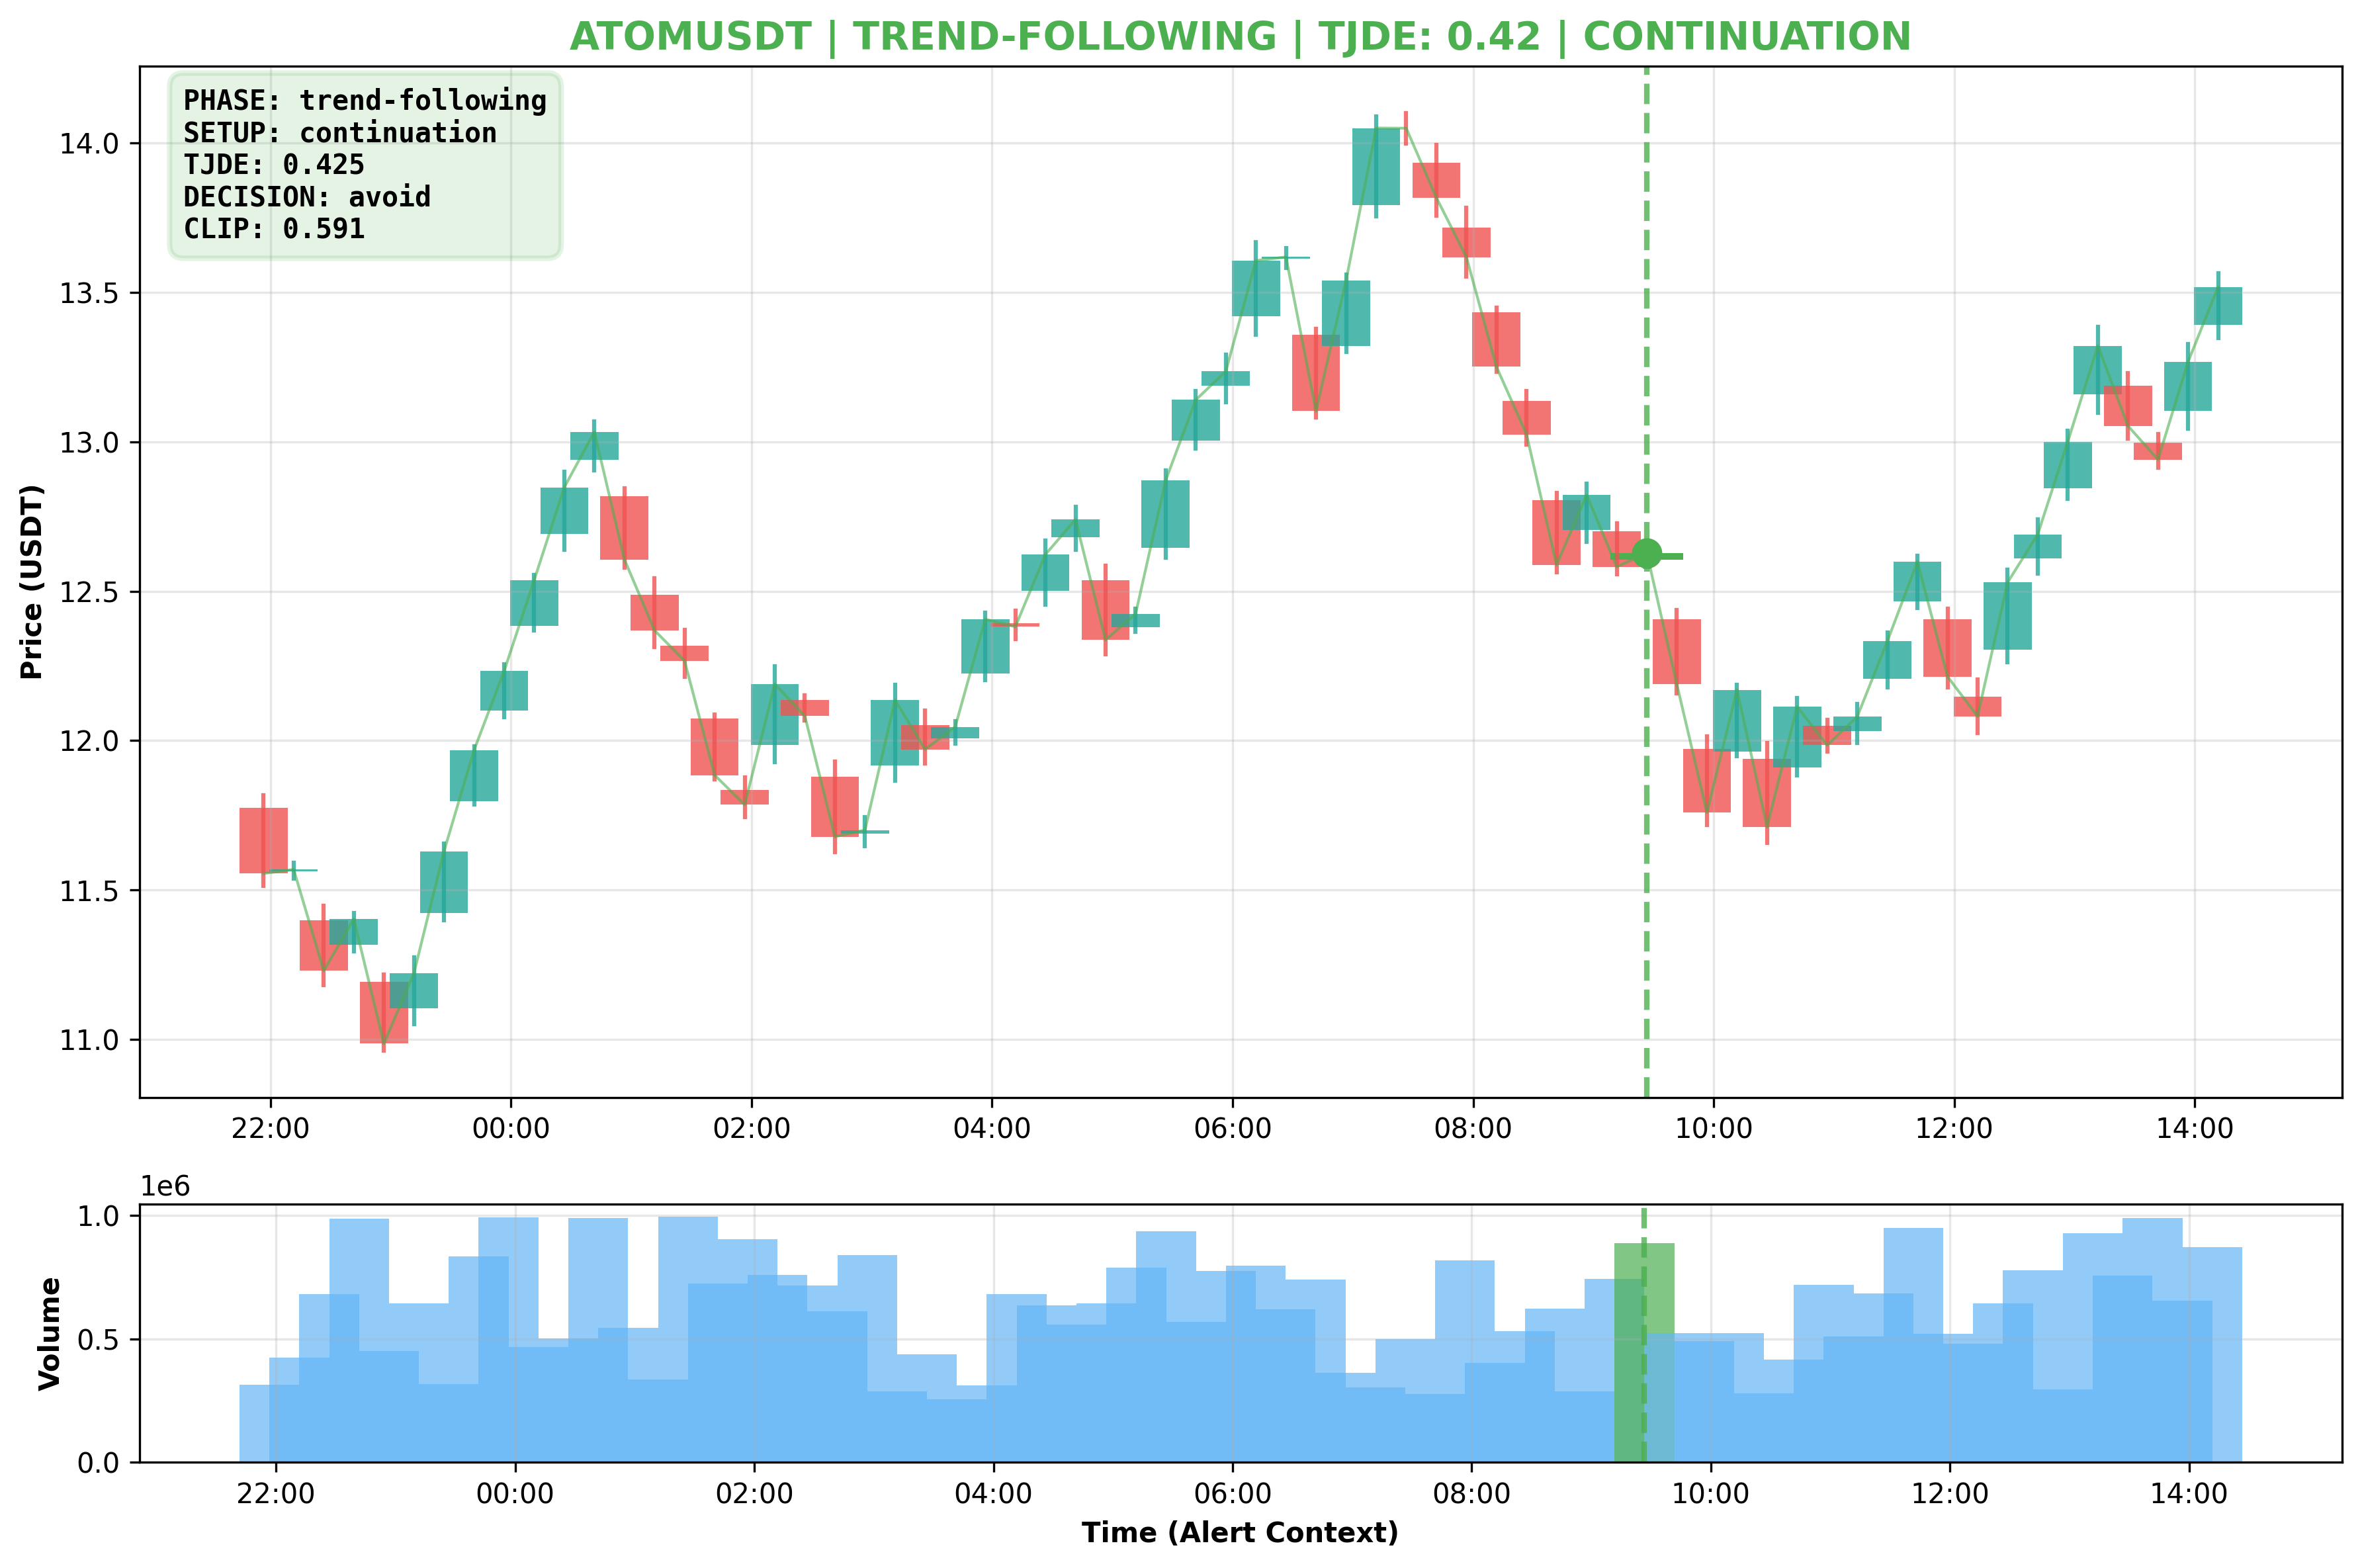 ATOMUSDT | TREND-FOLLOWING | TJDE: 0.42 | CONTINUATION
PHASE: trend-following
SETUP: continuation
TJDE: 0.425
DECISION: avoid
CLIP: 0.591
Price (USDT)
14.0
13.5
13.0
12.5
12.0
11.5
11.0
22:00 00:00 02:00 04:00 06:00 08:00 10:00 12:00 14:00
1e6
Volume
1.0
0.5
0.0
22:00 00:00 02:00 04:00 06:00 08:00 10:00 12:00 14:00
Time (Alert Context)